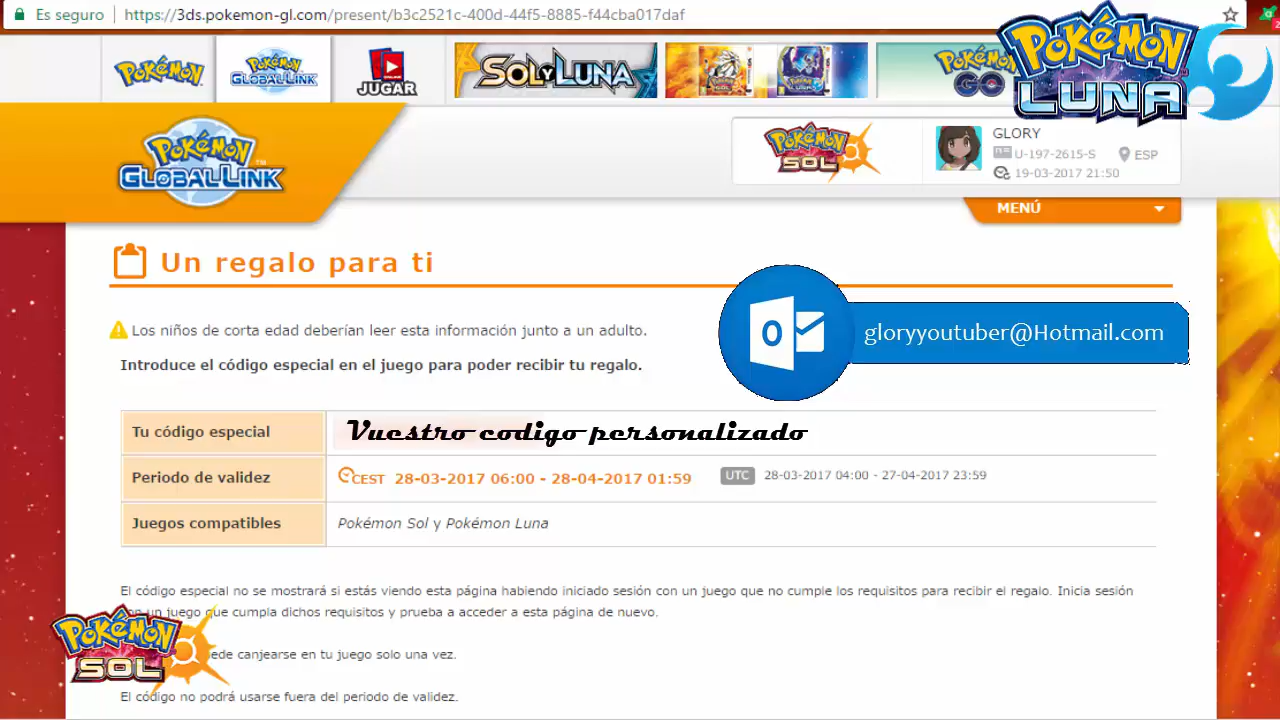 Es seguro
https://3ds.pokemon-gl.com/present/b3c2521c-400d-44f5-8885-f44cba017daf
Pokémon
Pokémon GLOBAL LINK
JUGAR
SOL Y LUNA
Pokémon GO
Pokémon LUNA
Pokémon GLOBAL LINK
Pokémon SOL
GLORY
U-197-2615-S
ESP
19-03-2017 21:50
MENÚ
Un regalo para ti
Los niños de corta edad deberían leer esta información junto a un adulto.
gloryyoutuber@Hotmail.com
Introduce el código especial en el juego para poder recibir tu regalo.
Tu código especial
Vuestro codigo personalizado
Periodo de validez
CEST 28-03-2017 06:00 - 28-04-2017 01:59
UTC 28-03-2017 04:00 - 27-04-2017 23:59
Juegos compatibles
Pokémon Sol y Pokémon Luna
El código especial no se mostrará si estás viendo esta página habiendo iniciado sesión con un juego que no cumple los requisitos para recibir el regalo. Inicia sesión
un juego que cumpla dichos requisitos y prueba a acceder a esta página de nuevo.
Pokémon SOL
canjearse en tu juego solo una vez.
El código no podrá usarse fuera del periodo de validez.